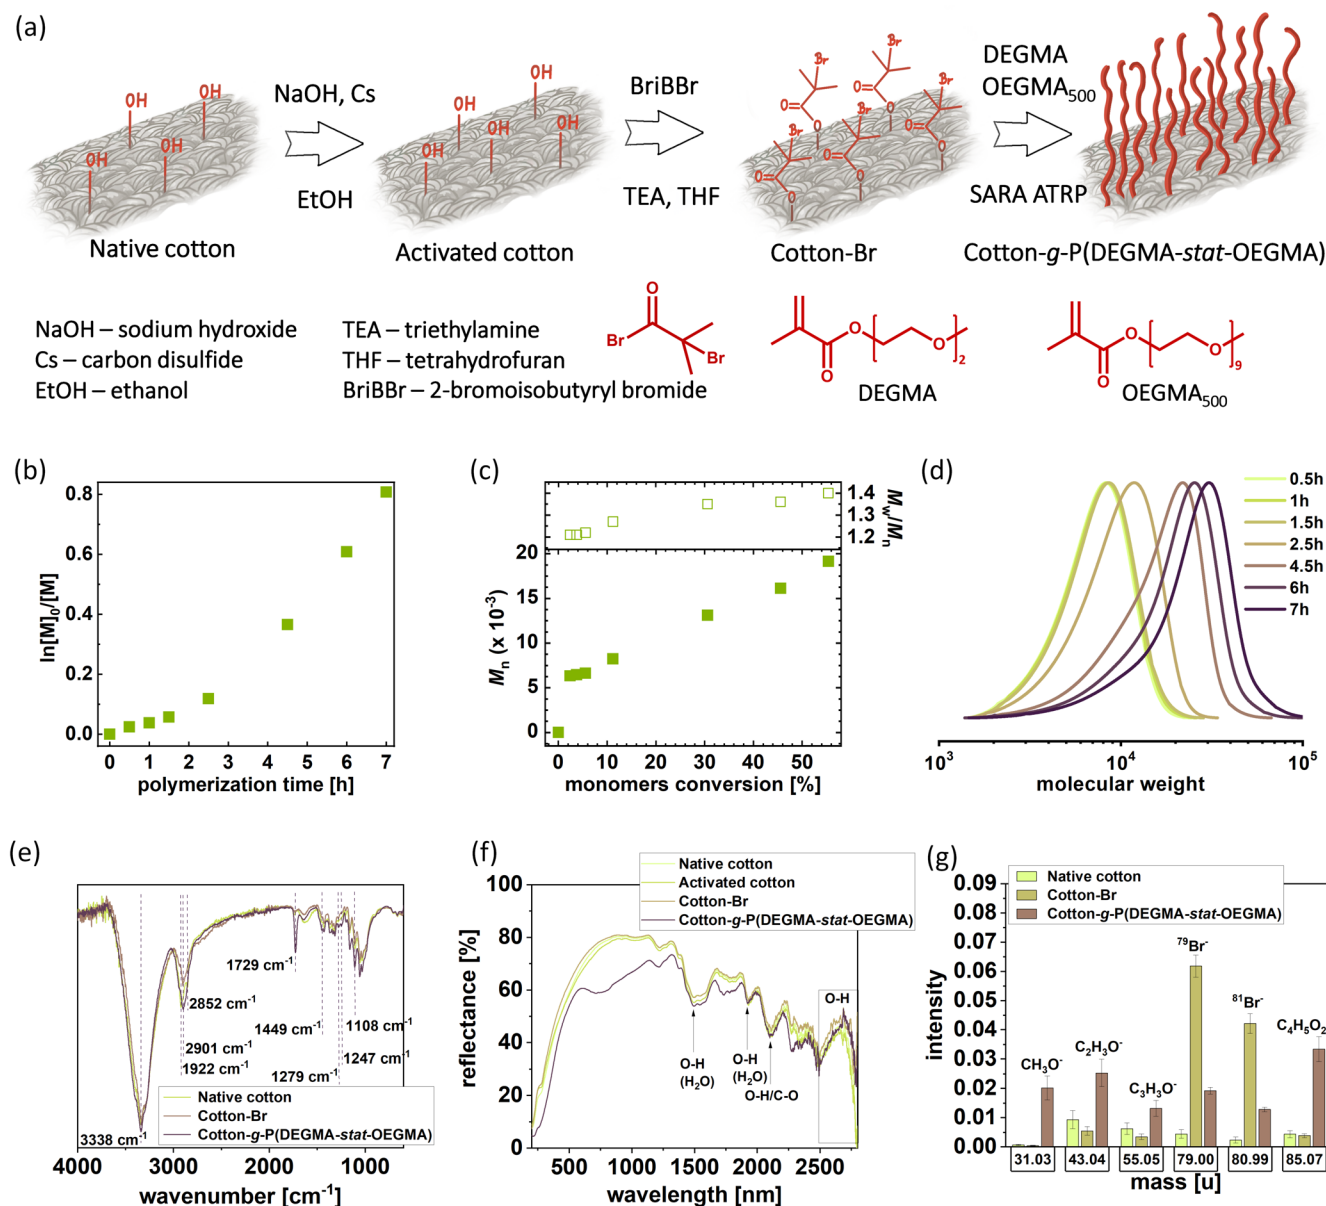 (a)
OH OH OH OH
NaOH, Cs
EtOH
OH OH OH OH OH
BriBBr
TEA, THF
Br Br Br Br Br
O O O O O
DEGMA
OEGMA500
SARA ATRP
Native cotton
Activated cotton
Cotton-Br
Cotton-g-P(DEGMA-stat-OEGMA)
NaOH – sodium hydroxide
Cs – carbon disulfide
EtOH – ethanol
TEA – triethylamine
THF – tetrahydrofuran
BriBBr – 2-bromoisobutyryl bromide
O
Br
Br
O
O
O
2
DEGMA
O
O
O
9
OEGMA500
(b)
ln[M]0/[M]
0.8
0.6
0.4
0.2
0.0
0 1 2 3 4 5 6 7
polymerization time [h]
(c)
1.4
1.3
1.2
Mw/Mn
Mn (x 10-3)
20
15
10
5
0
0 10 20 30 40 50
monomers conversion [%]
(d)
0.5h
1h
1.5h
2.5h
4.5h
6h
7h
10³ 10⁴ 10⁵
molecular weight
(e)
1729 cm-1
2852 cm-1
2901 cm-1
1922 cm-1
1449 cm-1
1108 cm-1
1247 cm-1
1279 cm-1
3338 cm-1
Native cotton
Cotton-Br
Cotton-g-P(DEGMA-stat-OEGMA)
4000 3000 2000 1000
wavenumber [cm-1]
(f)
Native cotton
Activated cotton
Cotton-Br
Cotton-g-P(DEGMA-stat-OEGMA)
reflectance [%]
100
80
60
40
20
0
O-H
(H2O)
O-H
(H2O)
O-H/C-O
O-H
500 1000 1500 2000 2500
wavelength [nm]
(g)
Native cotton
Cotton-Br
Cotton-g-P(DEGMA-stat-OEGMA)
intensity
0.09
0.08
0.07
0.06
0.05
0.04
0.03
0.02
0.01
0.00
CH3O-
C2H3O-
C3H3O-
79Br-
81Br-
C4H5O2
31.03 43.04 55.05 79.00 80.99 85.07
mass [u]